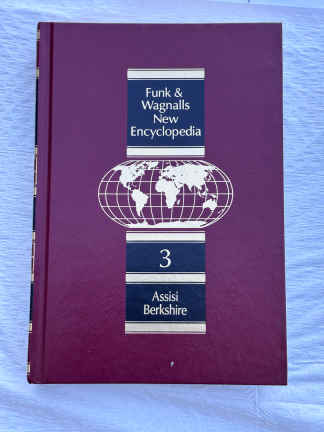 Funk &
Wagnalls
New
Encyclopedia
3
Assisi
Berkshire